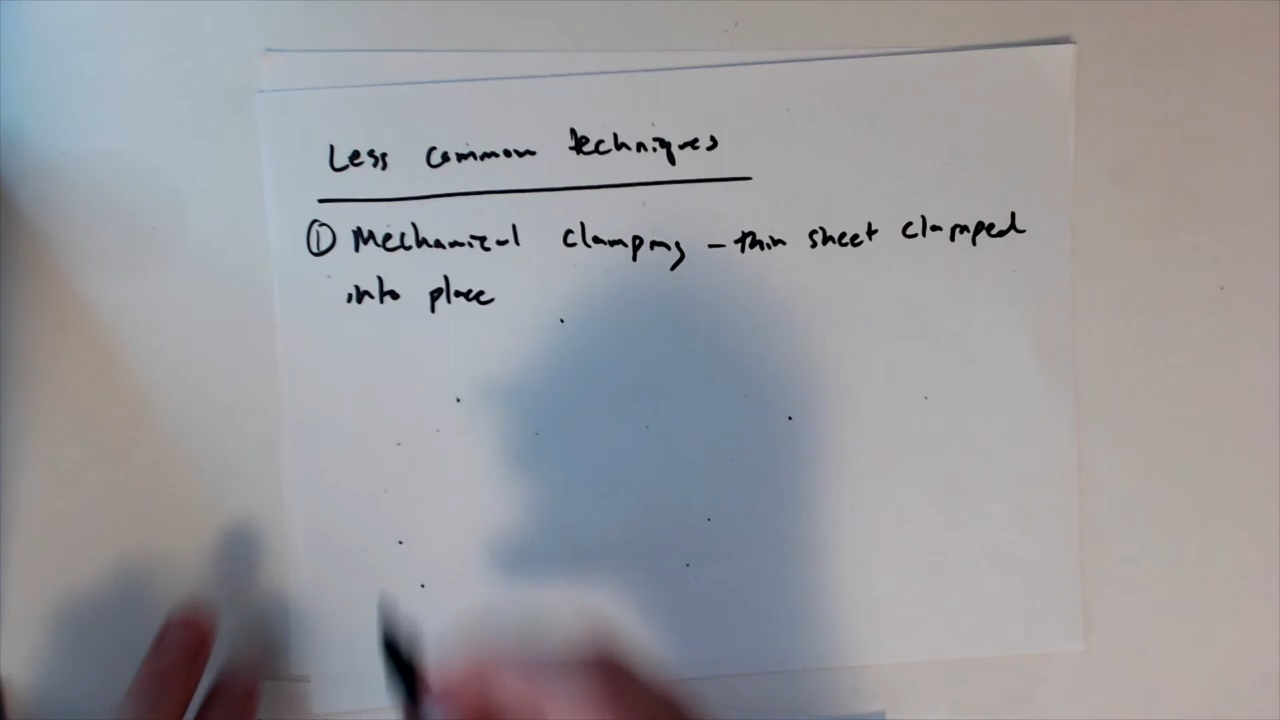 Less common techniques
① Mechanical clamping - thin sheet clamped
into place